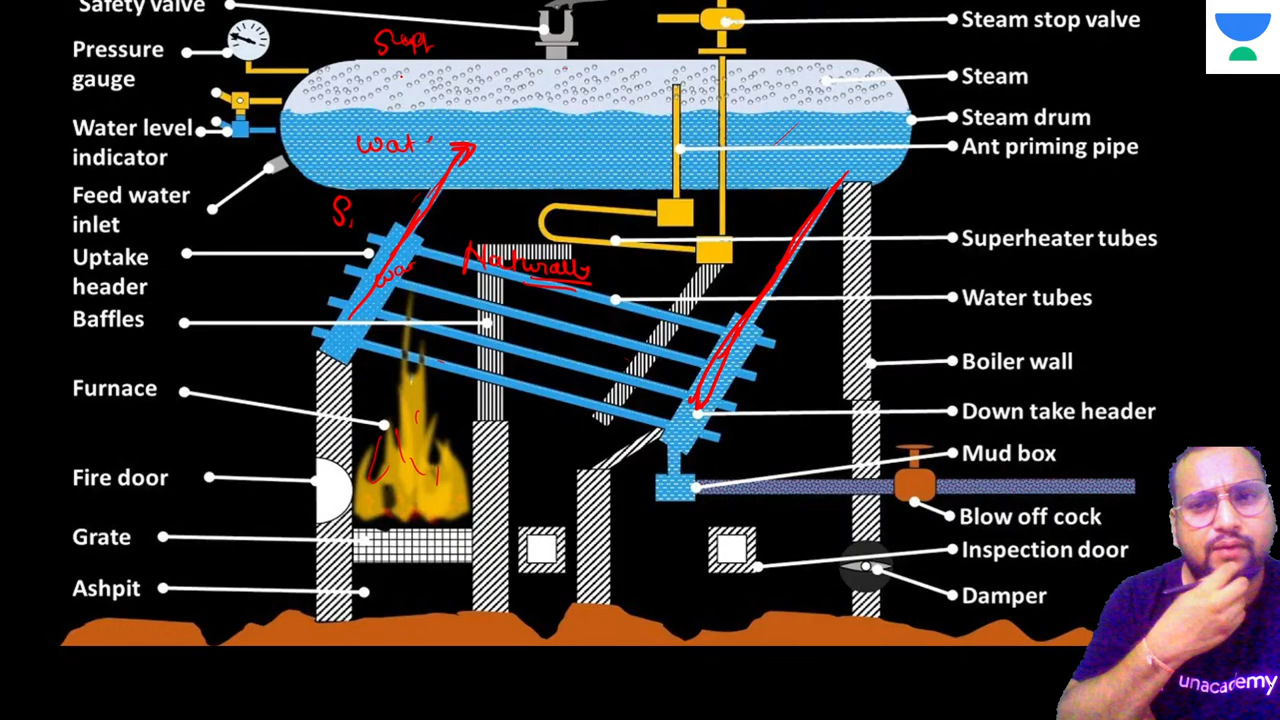 Safety valve
Pressure
gauge
Water level
indicator
Feed water
inlet
Uptake
header
Baffles
Furnace
Fire door
Grate
Ashpit
Wat
Naturally
Steam stop valve
Steam
Steam drum
Ant priming pipe
Superheater tubes
Water tubes
Boiler wall
Down take header
Mud box
Blow off cock
Inspection door
Damper
unacademy